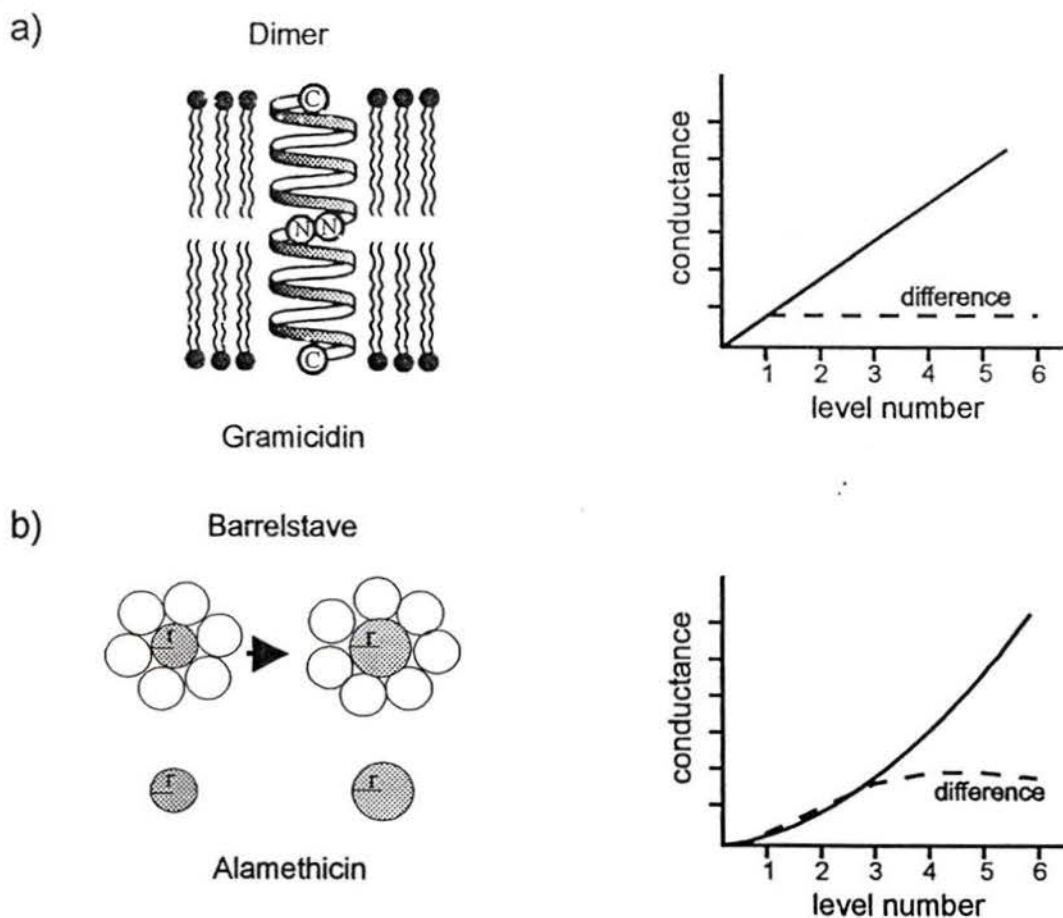 a)
Dimer
C
N N
C
Gramicidin
conductance
difference
1 2 3 4 5 6
level number
b)
Barrelstave
r r
r r
Alamethicin
conductance
difference
1 2 3 4 5 6
level number